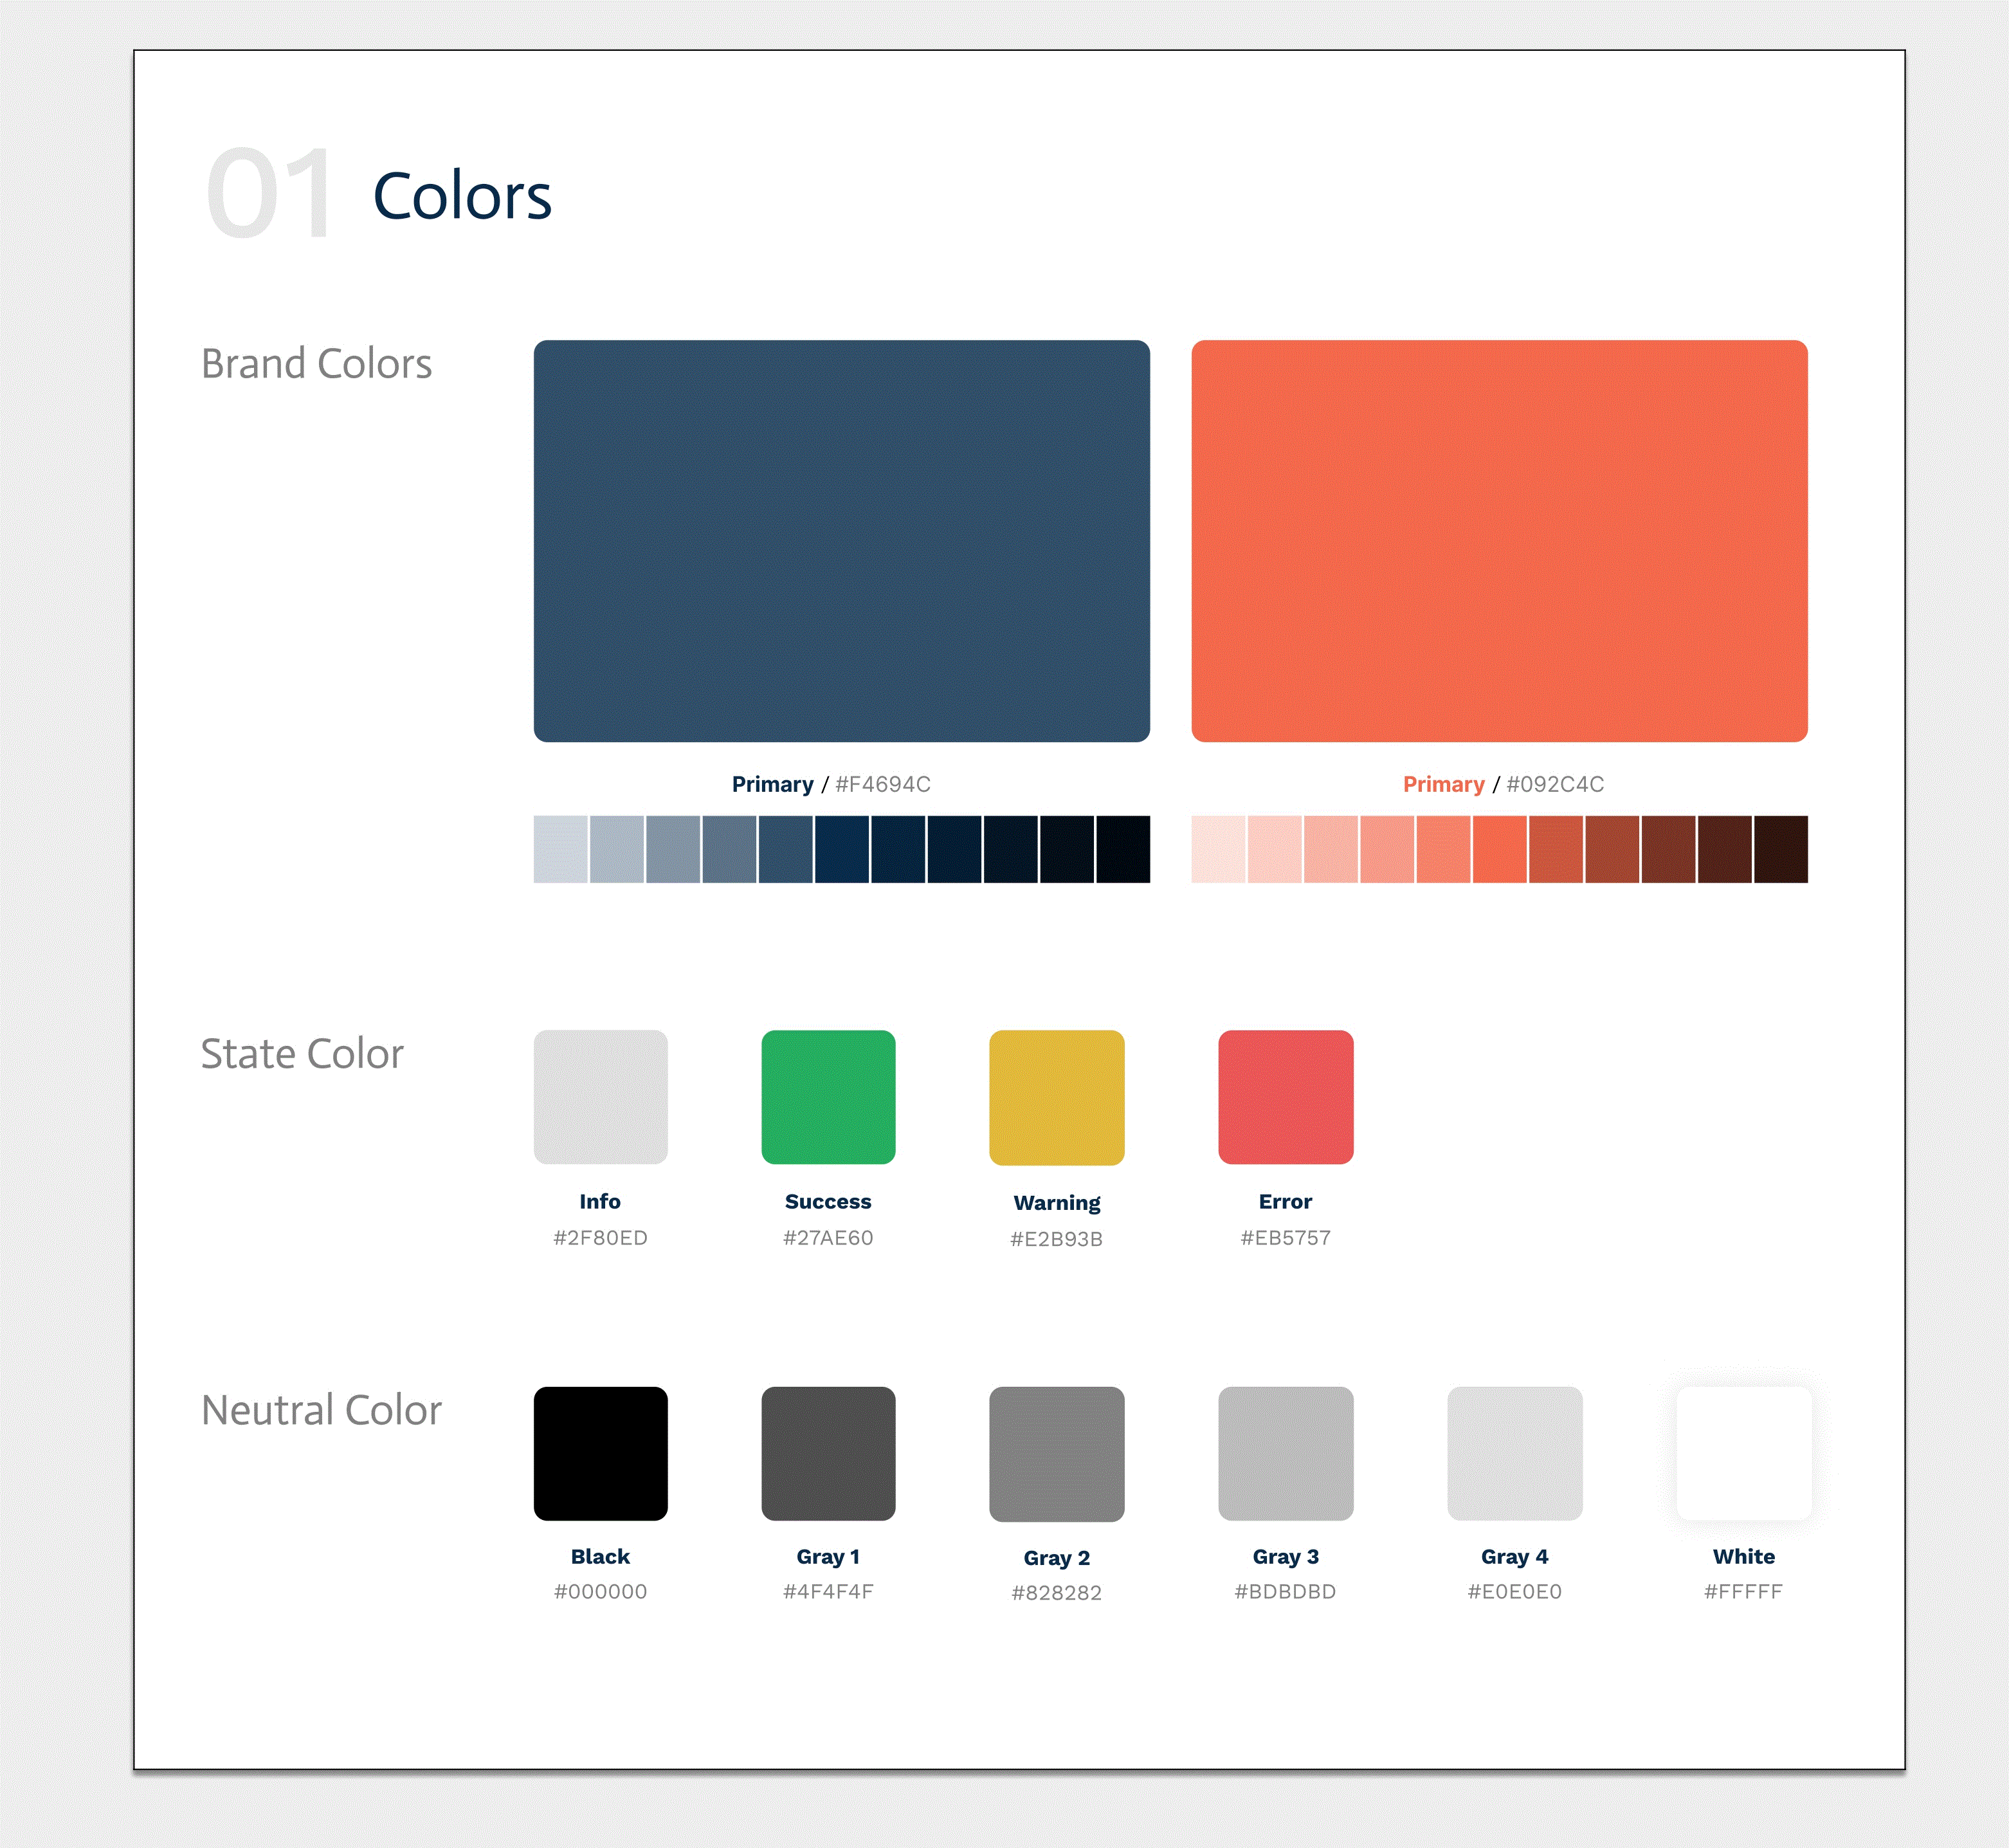 01 Colors
Brand Colors
Primary / #F4694C
Primary / #092C4C
State Color
Info
#2F80ED
Success
#27AE60
Warning
#E2B93B
Error
#EB5757
Neutral Color
Black
#000000
Gray 1
#4F4F4F
Gray 2
#828282
Gray 3
#BDBDBD
Gray 4
#E0E0E0
White
#FFFFF